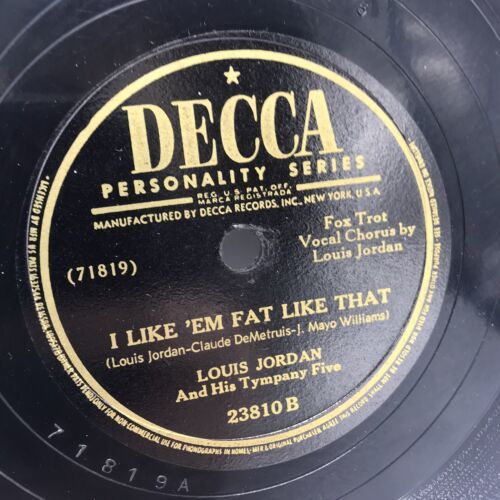 DECCA
PERSONALITY SERIES
REG. U.S. PAT. OFF.
MARCA REGISTRADA
MANUFACTURED BY DECCA RECORDS, INC., NEW YORK, U.S.A.
Fox Trot
Vocal Chorus by
Louis Jordan
(71819)
I LIKE 'EM FAT LIKE THAT
(Louis Jordan-Claude DeMetruis-J. Mayo Williams)
LOUIS JORDAN
And His Tympany Five
23810 B
71819A